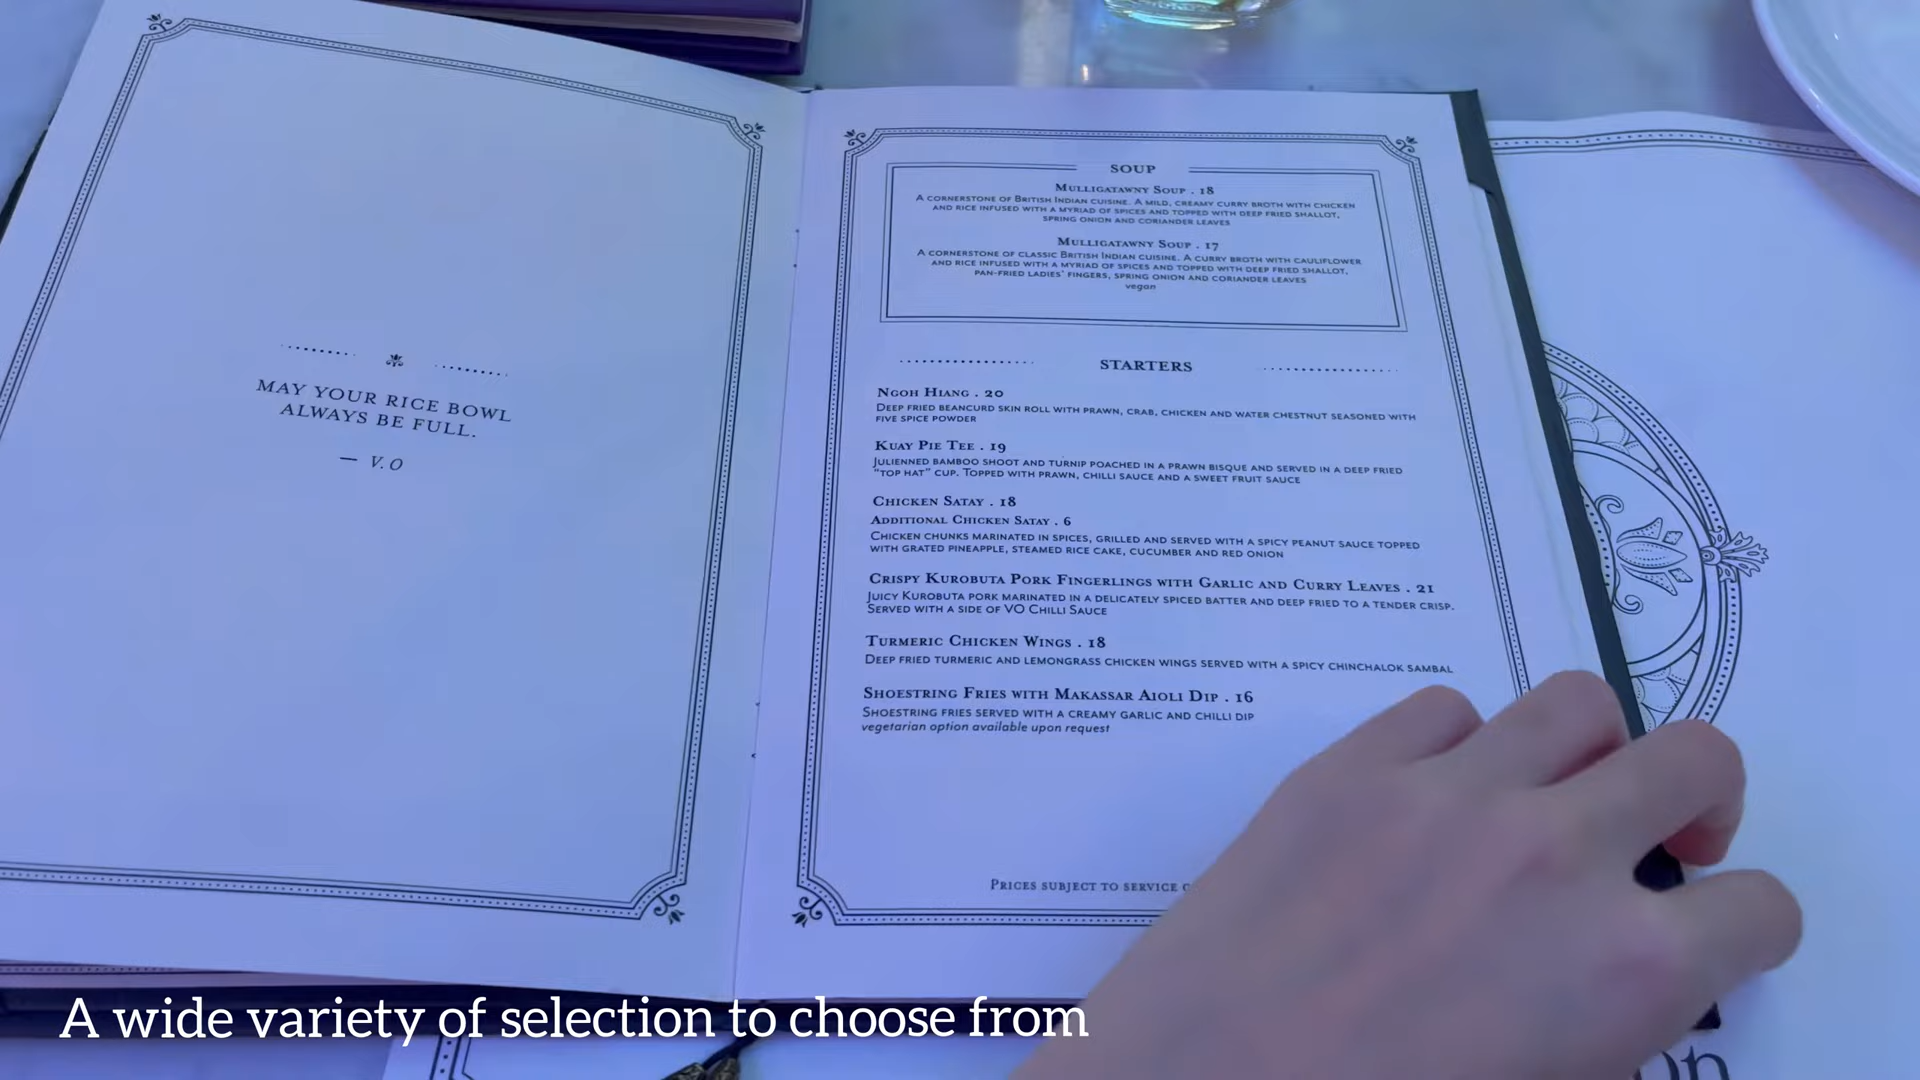 MAY YOUR RICE BOWL
ALWAYS BE FULL.
— V.O
SOUP
MULLIGATAWNY SOUP . 18
A CORNERSTONE OF BRITISH INDIAN CUISINE. A MILD, CREAMY CURRY BROTH WITH CHICKEN
AND RICE INFUSED WITH A MYRIAD OF SPICES AND TOPPED WITH DEEP FRIED SHALLOT,
SPRING ONION AND CORIANDER LEAVES
MULLIGATAWNY SOUP . 17
A CORNERSTONE OF CLASSIC BRITISH INDIAN CUISINE. A CURRY BROTH WITH CAULIFLOWER
AND RICE INFUSED WITH A MYRIAD OF SPICES AND TOPPED WITH DEEP FRIED SHALLOT,
PAN-FRIED LADIES' FINGERS, SPRING ONION AND CORIANDER LEAVES
vegan
STARTERS
NGOH HIANG . 20
DEEP FRIED BEANCURD SKIN ROLL WITH PRAWN, CRAB, CHICKEN AND WATER CHESTNUT SEASONED WITH
FIVE SPICE POWDER
KUAY PIE TEE . 19
JULIENNED BAMBOO SHOOT AND TURNIP POACHED IN A PRAWN BISQUE AND SERVED IN A DEEP FRIED
"TOP HAT" CUP. TOPPED WITH PRAWN, CHILLI SAUCE AND A SWEET FRUIT SAUCE
CHICKEN SATAY . 18
ADDITIONAL CHICKEN SATAY . 6
CHICKEN CHUNKS MARINATED IN SPICES, GRILLED AND SERVED WITH A SPICY PEANUT SAUCE TOPPED
WITH GRATED PINEAPPLE, STEAMED RICE CAKE, CUCUMBER AND RED ONION
CRISPY KUROBUTA PORK FINGERLINGS WITH GARLIC AND CURRY LEAVES . 21
JUICY KUROBUTA PORK MARINATED IN A DELICATELY SPICED BATTER AND DEEP FRIED TO A TENDER CRISP.
SERVED WITH A SIDE OF VO CHILLI SAUCE
TURMERIC CHICKEN WINGS . 18
DEEP FRIED TURMERIC AND LEMONGRASS CHICKEN WINGS SERVED WITH A SPICY CHINCHALOK SAMBAL
SHOESTRING FRIES WITH MAKASSAR AIOLI DIP . 16
SHOESTRING FRIES SERVED WITH A CREAMY GARLIC AND CHILLI DIP
vegetarian option available upon request
PRICES SUBJECT TO SERVICE
A wide variety of selection to choose from